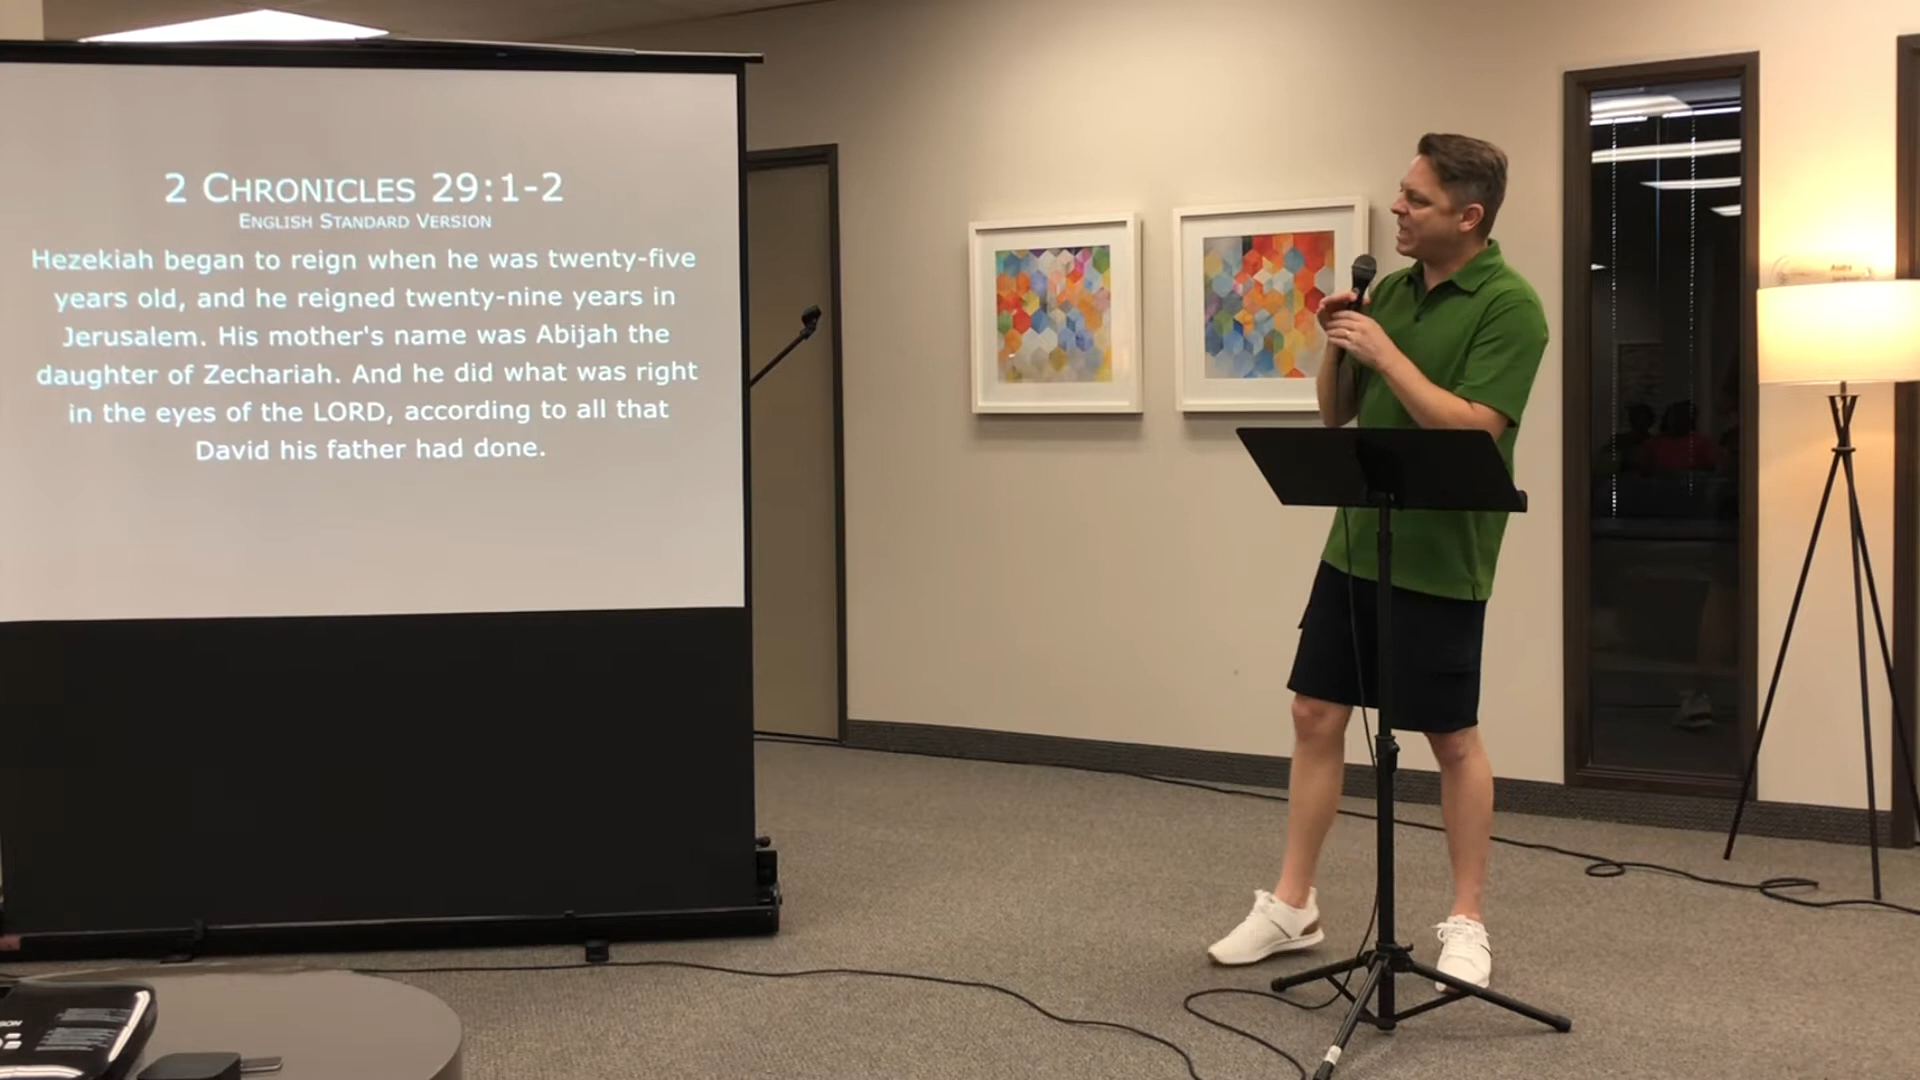 2 CHRONICLES 29:1-2
ENGLISH STANDARD VERSION
Hezekiah began to reign when he was twenty-five
years old, and he reigned twenty-nine years in
Jerusalem. His mother's name was Abijah the
daughter of Zechariah. And he did what was right
in the eyes of the LORD, according to all that
David his father had done.